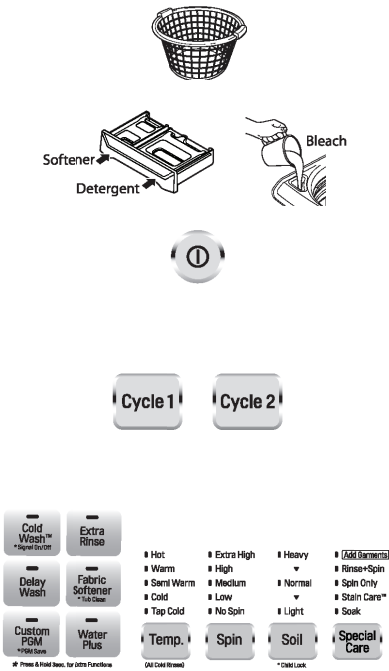 Bleach
Softener
Detergent
Cycle 1 Cycle 2
Cold Wash™
*Signal On/Off
Extra Rinse
Delay Wash
Fabric Softener
*Tub Clean
Custom PGM
*PGM Save
Water Plus
* Press & Hold 3sec. for Extra Functions
Hot Extra High Heavy Add Garments
Warm High ▼ Rinse+Spin
Semi Warm Medium Normal Spin Only
Cold Low ▼ Stain Care™
Tap Cold No Spin Light Soak
Temp. Spin Soil Special Care
(All Cold Rinses) *Child Lock